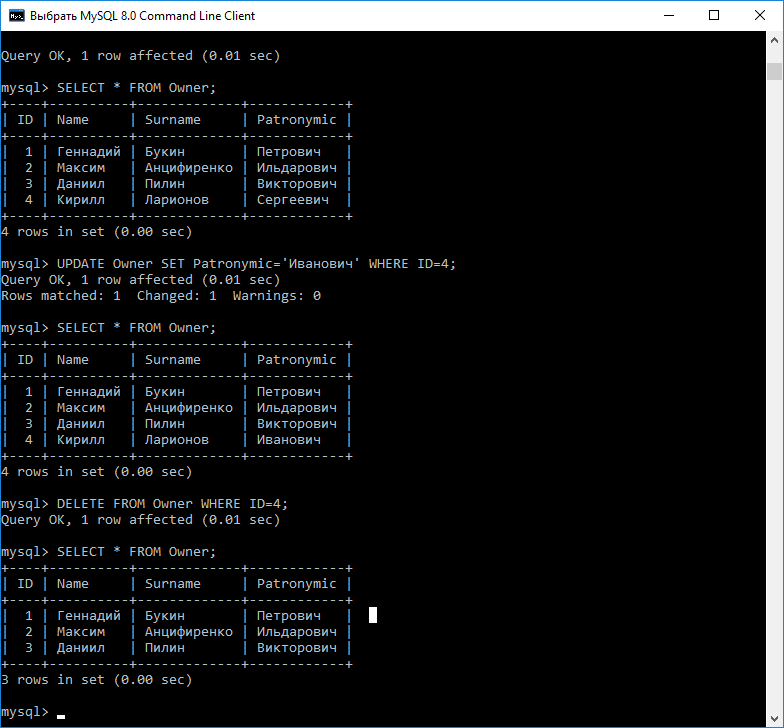 Выбрать MySQL 8.0 Command Line Client
Query OK, 1 row affected (0.01 sec)
mysql> SELECT * FROM Owner;
+----+----------+-------------+------------+
| ID | Name     | Surname     | Patronymic |
+----+----------+-------------+------------+
|  1 | Геннадий | Букин       | Петрович   |
|  2 | Максим   | Анцифиренко | Ильдарович |
|  3 | Даниил   | Пилин       | Викторович |
|  4 | Кирилл   | Ларионов    | Сергеевич  |
+----+----------+-------------+------------+
4 rows in set (0.00 sec)
mysql> UPDATE Owner SET Patronymic='Иванович' WHERE ID=4;
Query OK, 1 row affected (0.01 sec)
Rows matched: 1  Changed: 1  Warnings: 0
mysql> SELECT * FROM Owner;
+----+----------+-------------+------------+
| ID | Name     | Surname     | Patronymic |
+----+----------+-------------+------------+
|  1 | Геннадий | Букин       | Петрович   |
|  2 | Максим   | Анцифиренко | Ильдарович |
|  3 | Даниил   | Пилин       | Викторович |
|  4 | Кирилл   | Ларионов    | Иванович   |
+----+----------+-------------+------------+
4 rows in set (0.00 sec)
mysql> DELETE FROM Owner WHERE ID=4;
Query OK, 1 row affected (0.01 sec)
mysql> SELECT * FROM Owner;
+----+----------+-------------+------------+
| ID | Name     | Surname     | Patronymic |
+----+----------+-------------+------------+
|  1 | Геннадий | Букин       | Петрович   |
|  2 | Максим   | Анцифиренко | Ильдарович |
|  3 | Даниил   | Пилин       | Викторович |
+----+----------+-------------+------------+
3 rows in set (0.00 sec)
mysql>